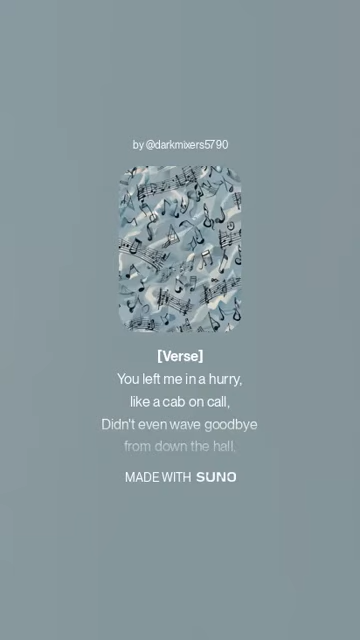 by @darkmixers5790
[Verse]
You left me in a hurry,
like a cab on call,
Didn't even wave goodbye
from down the hall,
MADE WITH SUNO